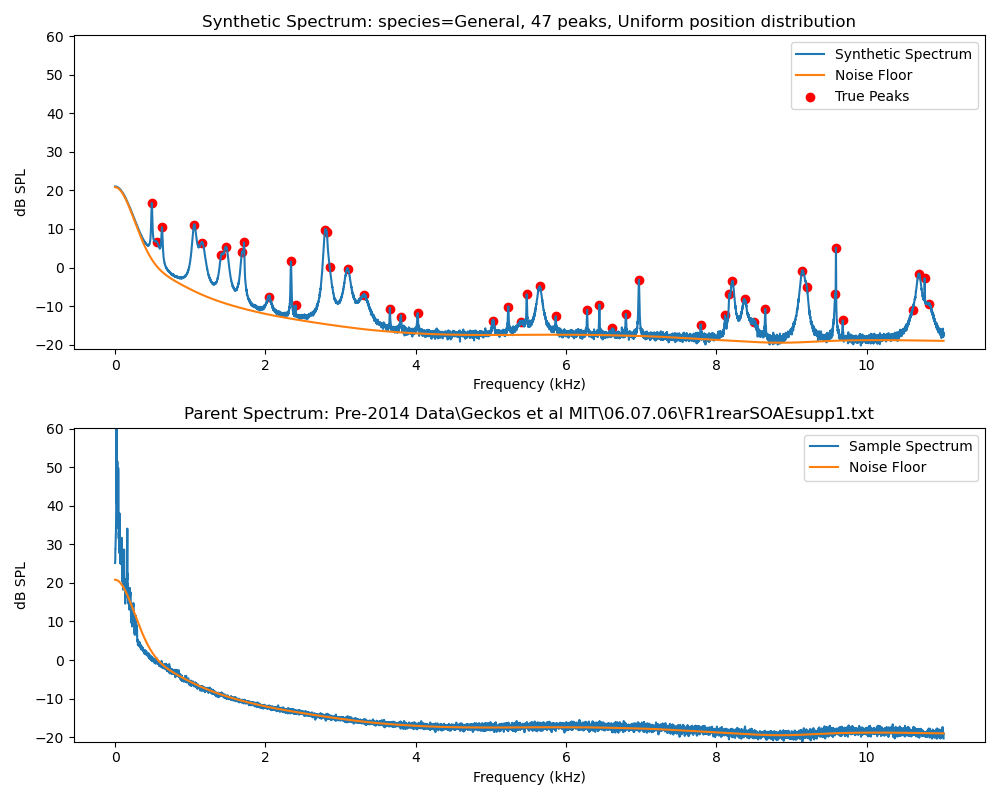 Synthetic Spectrum: species=General, 47 peaks, Uniform position distribution
60
50
40
30
20
10
0
−10
−20
dB SPL
Synthetic Spectrum
Noise Floor
True Peaks
0 2 4 6 8 10
Frequency (kHz)
Parent Spectrum: Pre-2014 Data\Geckos et al MIT\06.07.06\FR1rearSOAEsupp1.txt
60
50
40
30
20
10
0
−10
−20
dB SPL
Sample Spectrum
Noise Floor
0 2 4 6 8 10
Frequency (kHz)